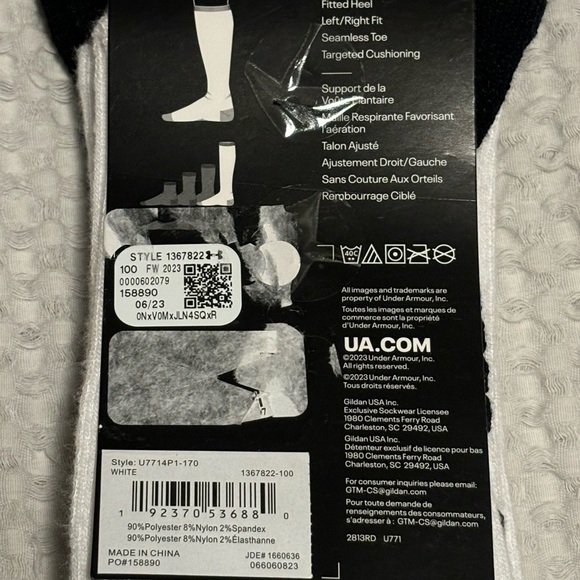 Fitted Heel
Left/Right Fit
Seamless Toe
Targeted Cushioning
Support de la
Voûte Plantaire
Maille Respirante Favorisant
l'aération
Talon Ajusté
Ajustement Droit/Gauche
Sans Couture Aux Orteils
Rembourrage Ciblé
STYLE 1367822
100 FW 2023
0000602079
158890
06/23
0NxV0MxJLN4SQxR
40C
All images and trademarks are
property of Under Armour, Inc.
Toutes les images et marques de
commerce sont la propriété
d'Under Armour, Inc.
UA.COM
©2023 Under Armour, Inc.
All rights reserved.
©2023 Under Armour, Inc.
Tous droits réservés.
Gildan USA Inc.
Exclusive Sockwear Licensee
1980 Clements Ferry Road
Charleston, SC 29492, USA
Gildan USA Inc.
Détenteur exclusif de licence pour bas
1980 Clements Ferry Road
Charleston, SC 29492, USA
For consumer inquiries please email:
GTM-CS@gildan.com
Pour toute demande de
renseignements des consommateurs,
s'adresser à : GTM-CS@gildan.com
2813RD U771
Style: U7714P1-170
WHITE 1367822-100
1 92370 53688 0
90%Polyester 8%Nylon 2%Spandex
90%Polyester 8%Nylon 2%Élasthanne
MADE IN CHINA JDE# 1660636
PO#158890 066060823